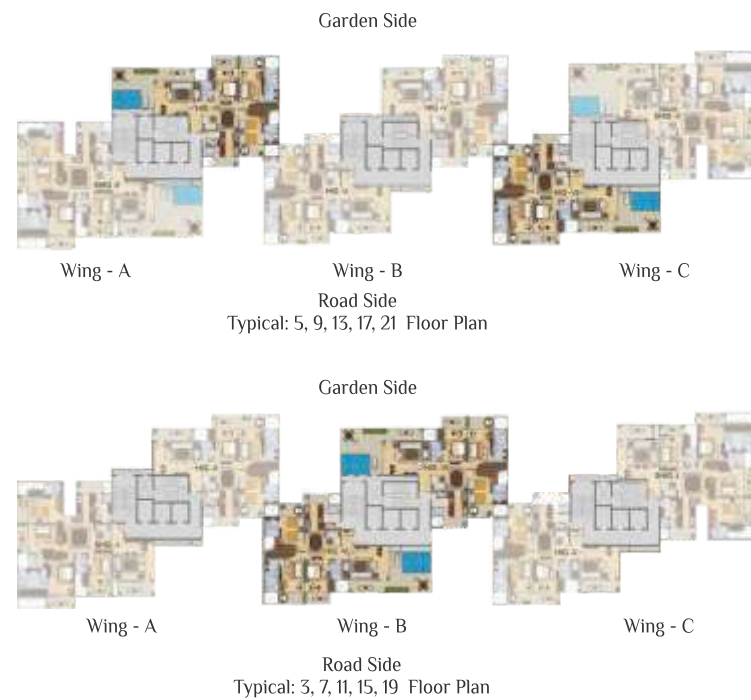 Garden Side
Wing - A
Wing - B
Wing - C
Road Side
Typical: 5, 9, 13, 17, 21 Floor Plan
Garden Side
Wing - A
Wing - B
Wing - C
Road Side
Typical: 3, 7, 11, 15, 19 Floor Plan